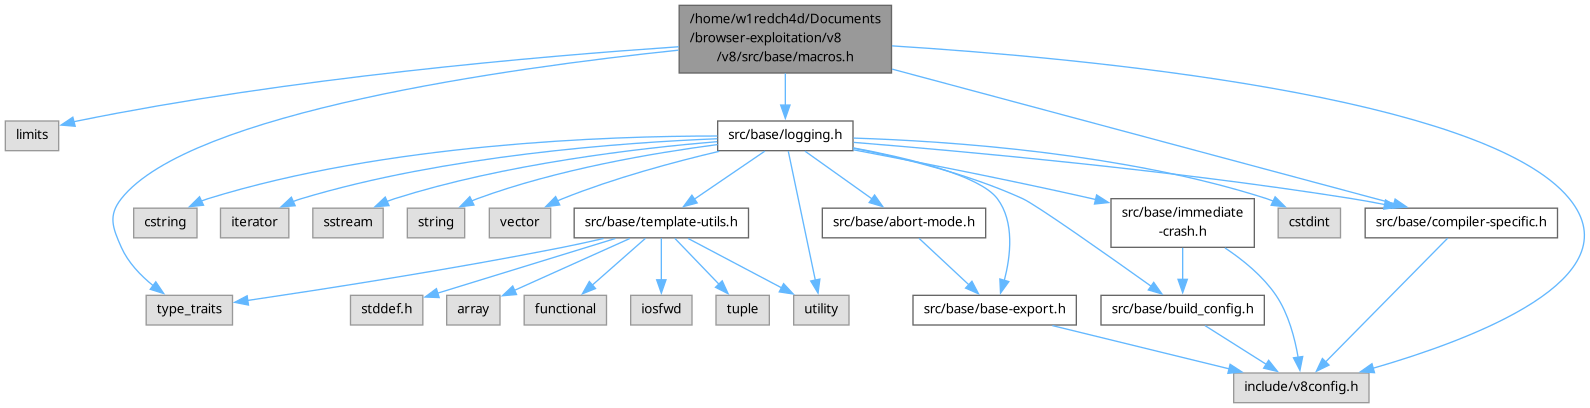 /home/w1redch4d/Documents
/browser-exploitation/v8
/v8/src/base/macros.h
limits
src/base/logging.h
cstring
iterator
sstream
string
vector
src/base/template-utils.h
src/base/abort-mode.h
src/base/immediate
-crash.h
cstdint
src/base/compiler-specific.h
type_traits
stddef.h
array
functional
iosfwd
tuple
utility
src/base/base-export.h
src/base/build_config.h
include/v8config.h